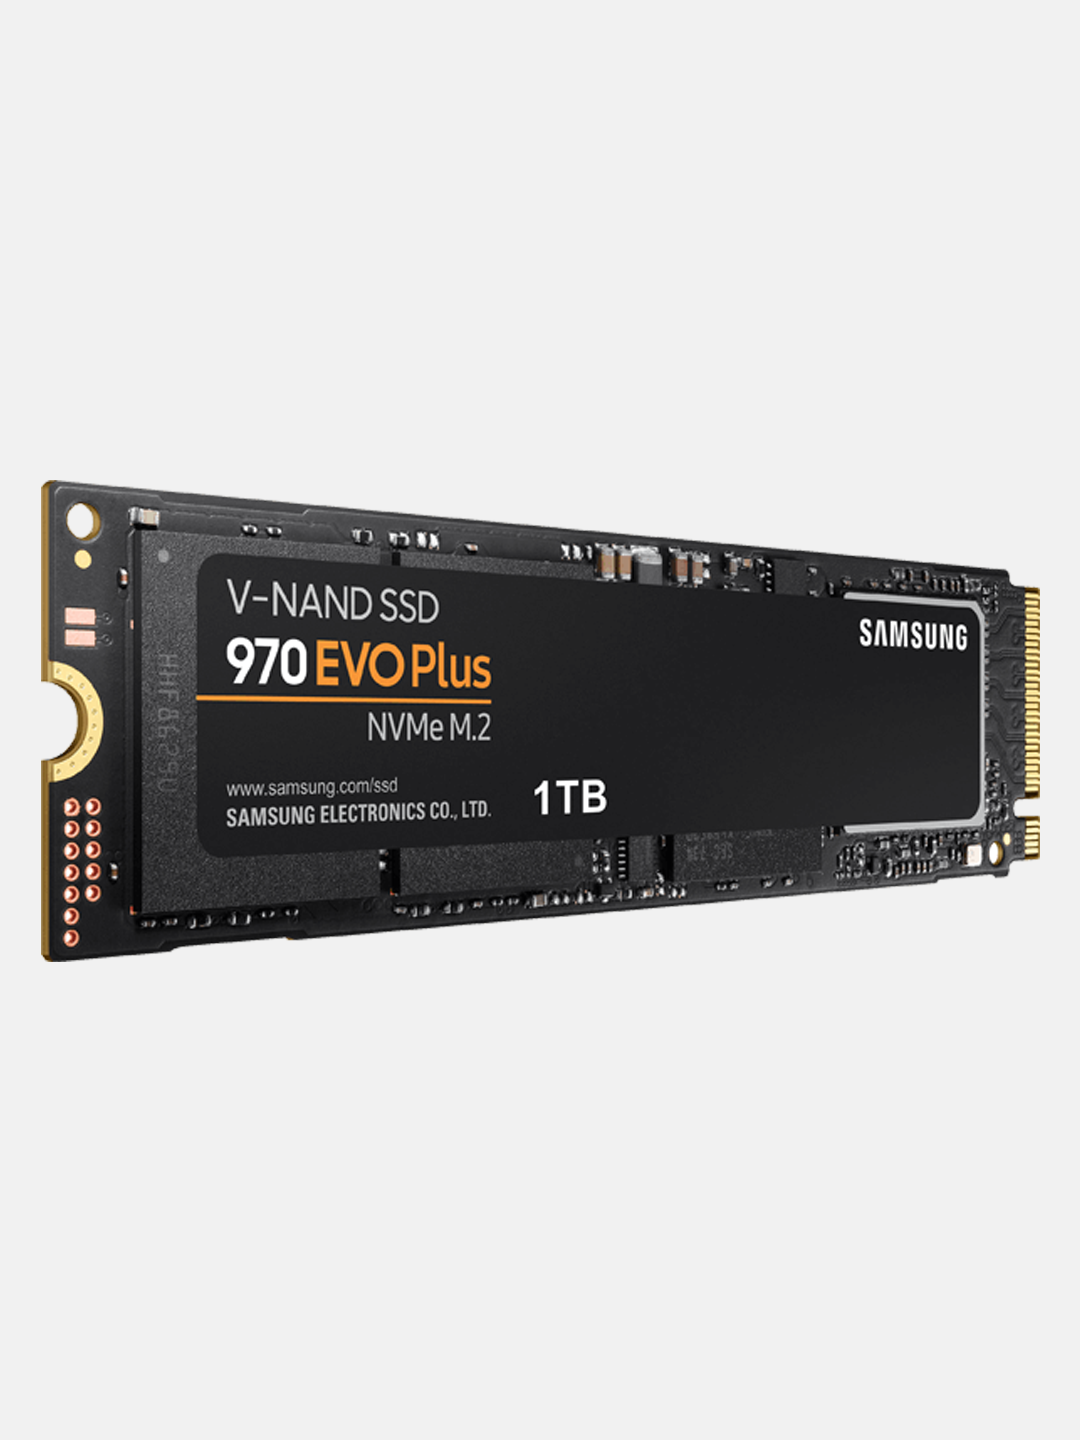 V-NAND SSD
970 EVO Plus
NVMe M.2
www.samsung.com/ssd
SAMSUNG ELECTRONICS CO., LTD.
1TB
SAMSUNG